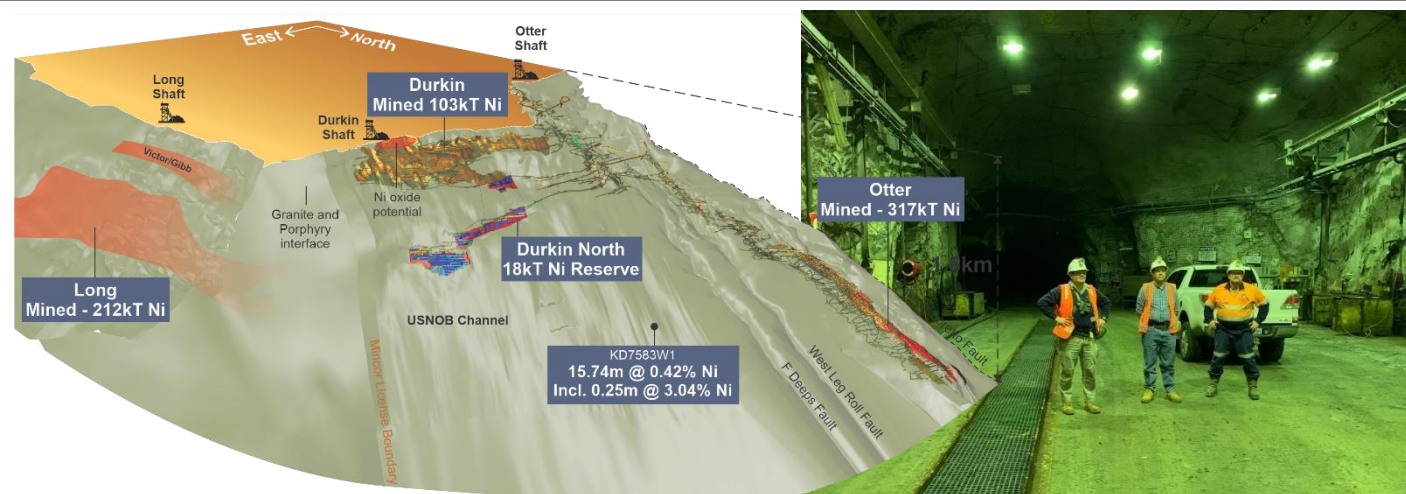 East
North
Otter
Shaft
Long
Shaft
Durkin
Mined 103kT Ni
Durkin
Shaft
Victor/Gibb
Ni oxide
potential
Granite and
Porphyry
interface
Otter
Mined - 317kT Ni
Durkin North
18kT Ni Reserve
Long
Mined - 212kT Ni
USNOB Channel
KD7583W1
15.74m @ 0.42% Ni
Incl. 0.25m @ 3.04% Ni
Mincor License Boundary
F Deeps Fault
West Leg Roll Fault
Fault